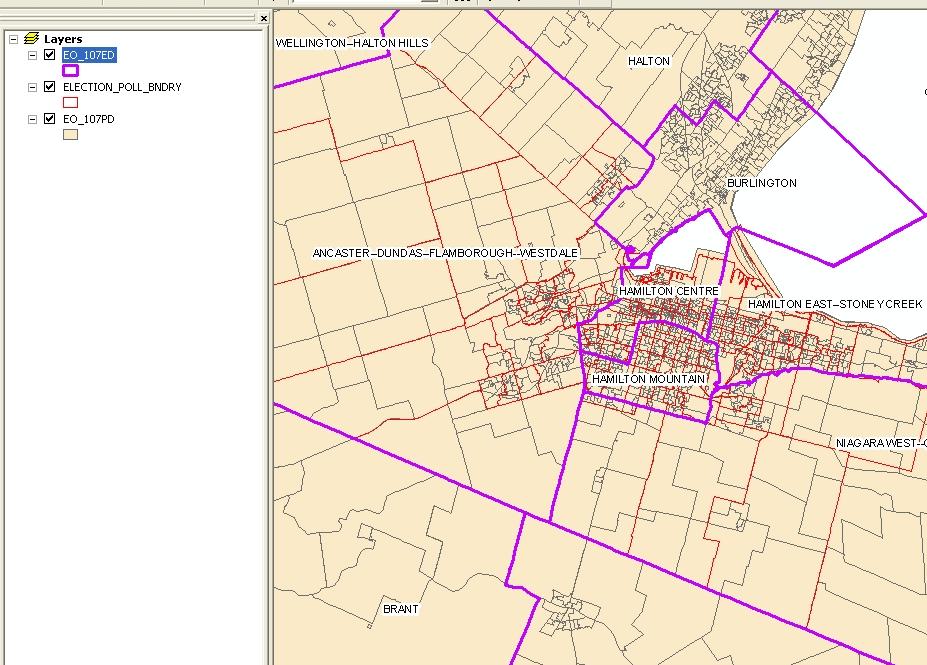 Layers
EO_107ED
ELECTION_POLL_BNDRY
EO_107PD
WELLINGTON-HALTON HILLS
HALTON
BURLINGTON
ANCASTER-DUNDAS-FLAMBOROUGH-WESTDALE
HAMILTON CENTRE
HAMILTON EAST-STONEY CREEK
HAMILTON MOUNTAIN
NIAGARA WEST-
BRANT